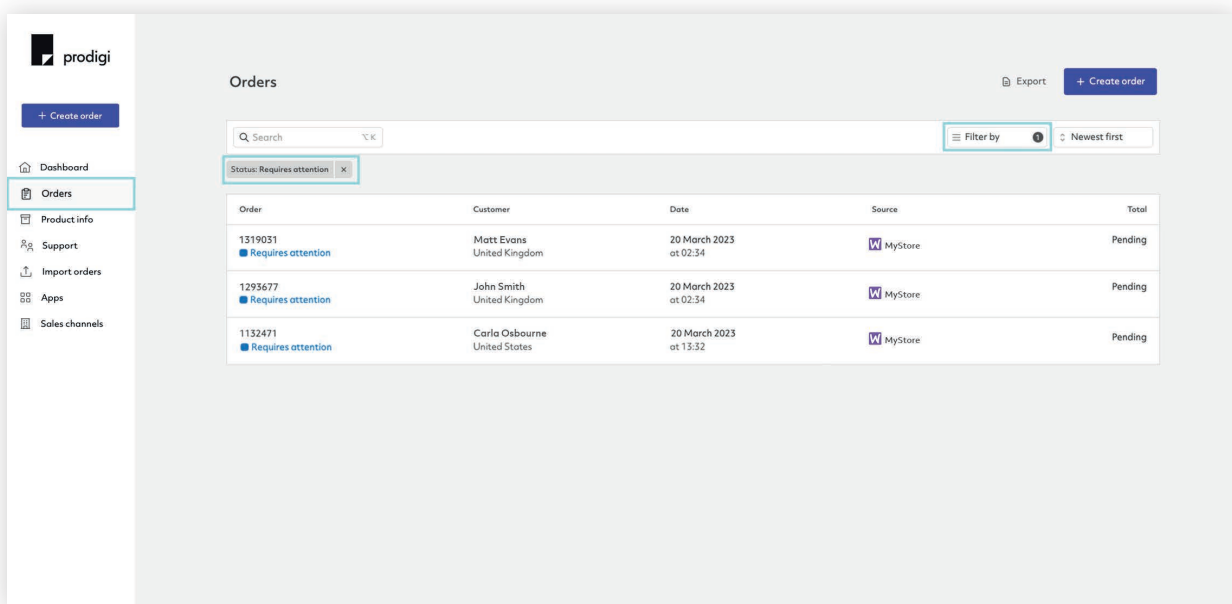 prodigi
+ Create order
Dashboard
Orders
Product info
Support
Import orders
Apps
Sales channels
Orders
Export
+ Create order
Search ⌥ K
Filter by 1
Newest first
Status: Requires attention ×
Order Customer Date Source Total
1319031 Matt Evans 20 March 2023 MyStore Pending
Requires attention United Kingdom at 02:34
1293677 John Smith 20 March 2023 MyStore Pending
Requires attention United Kingdom at 02:34
1132471 Carla Osbourne 20 March 2023 MyStore Pending
Requires attention United States at 13:32